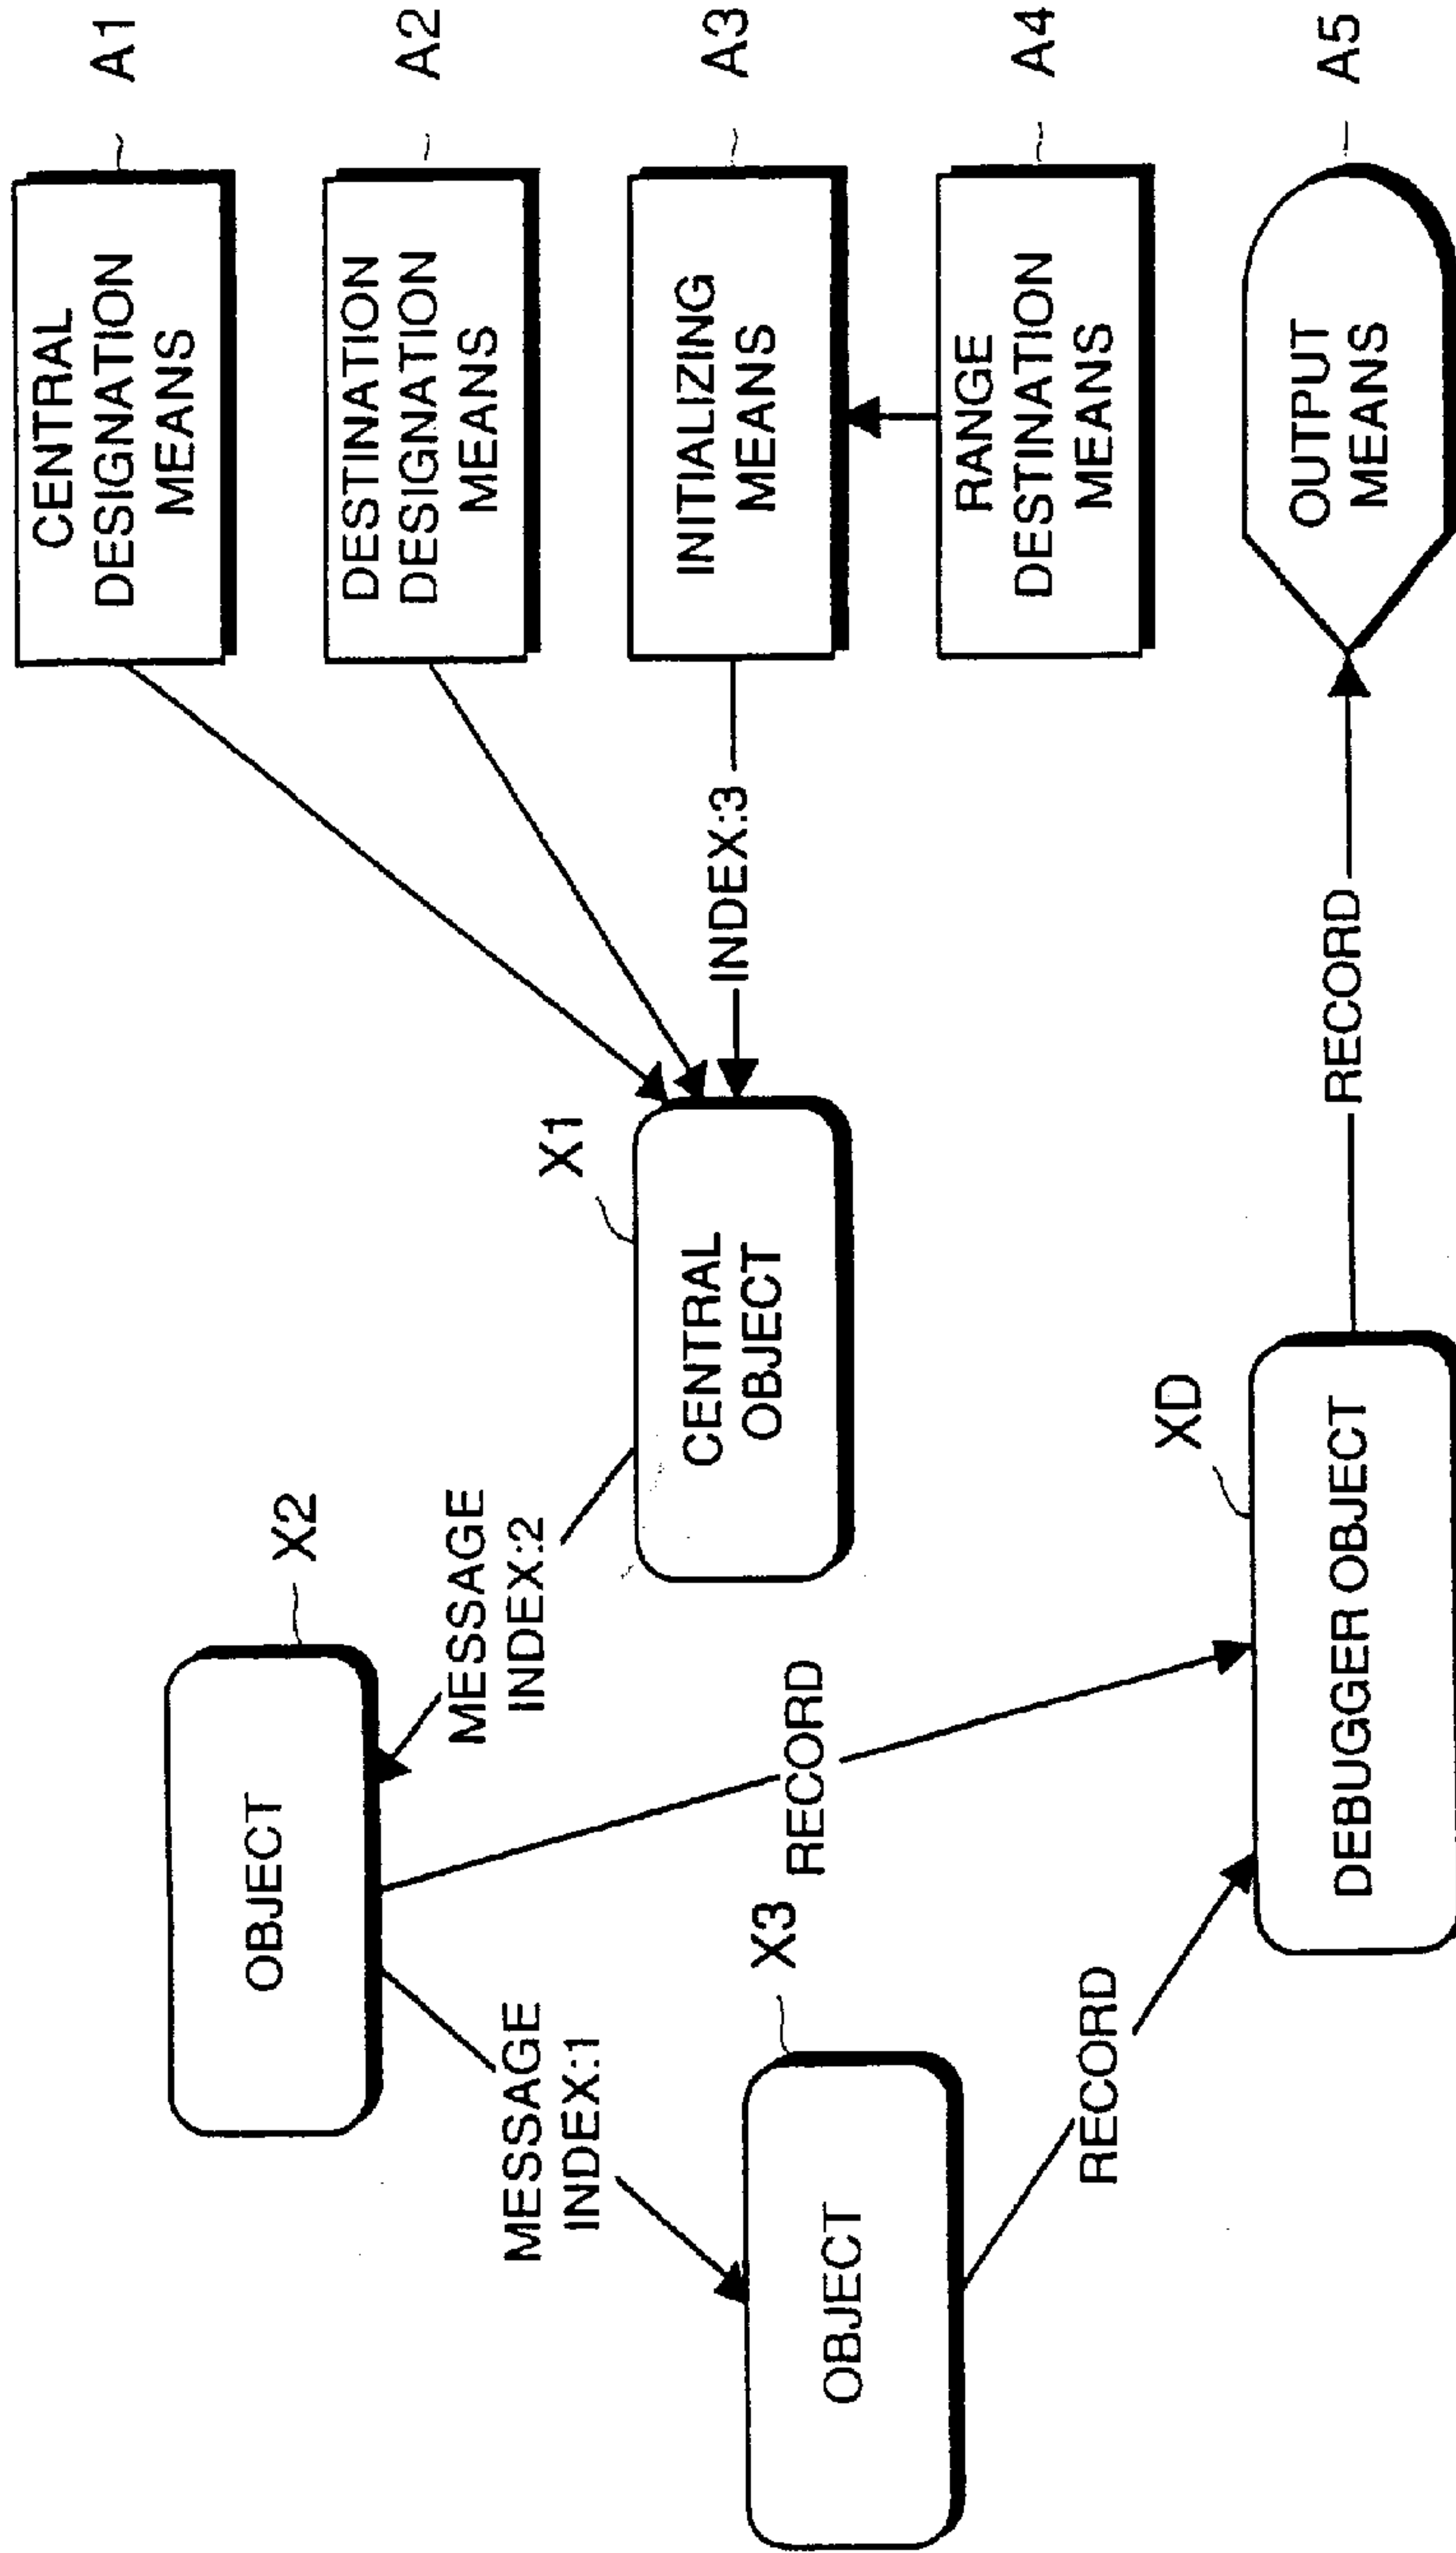 CENTRAL
DESIGNATION
MEANS
A1
DESTINATION
DESIGNATION
MEANS
A2
INITIALIZING
MEANS
A3
RANGE
DESTINATION
MEANS
A4
OUTPUT
MEANS
A5
INDEX:3
RECORD
X1
CENTRAL
OBJECT
MESSAGE
INDEX:2
X2
OBJECT
RECORD
XD
DEBUGGER OBJECT
MESSAGE
INDEX:1
X3
OBJECT
RECORD